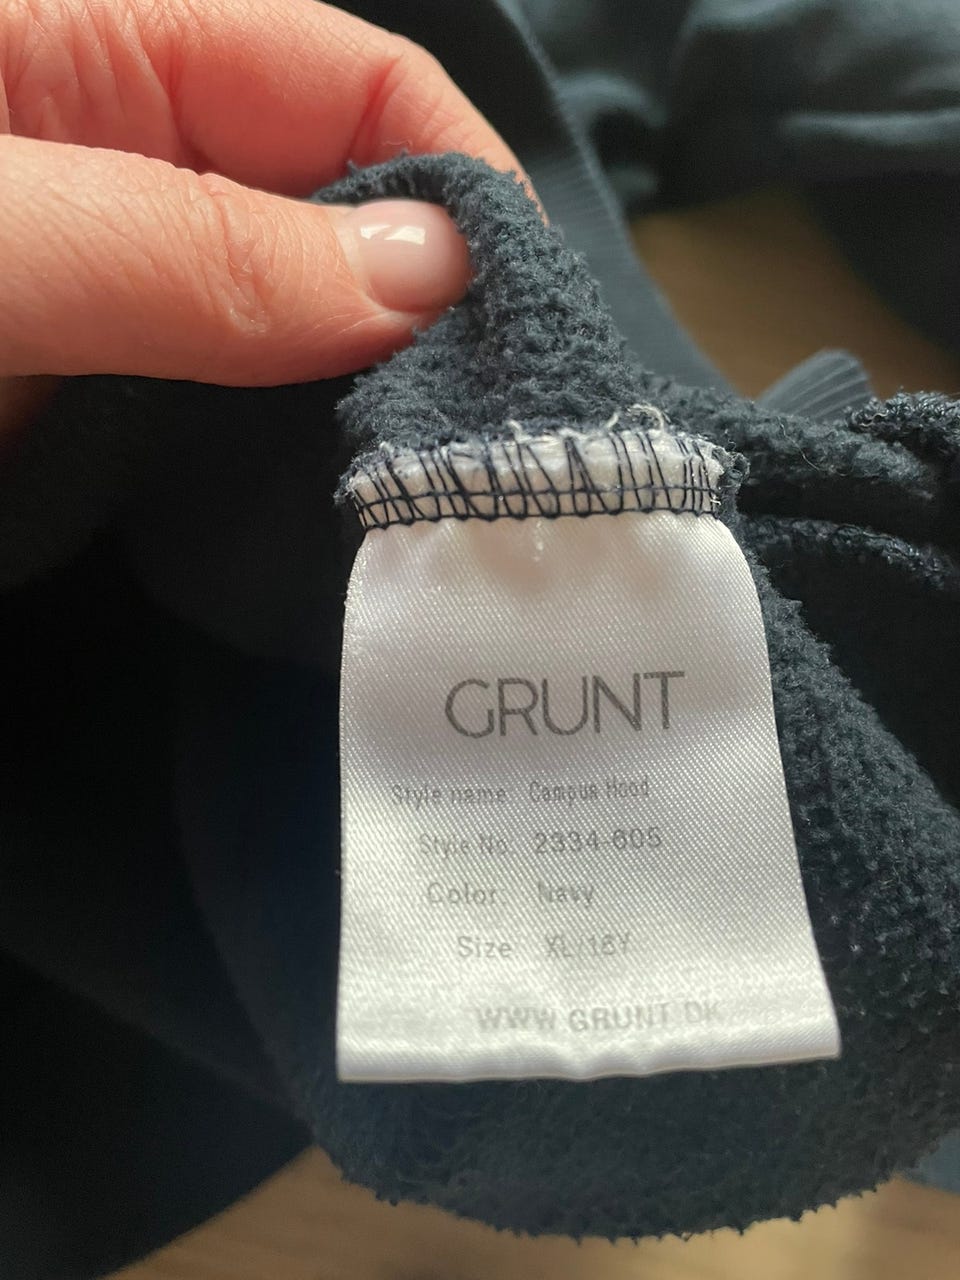 GRUNT
Style name: Campus Hood
Style No: 2334-605
Color: Navy
Size XL/16Y
WWW.GRUNT.DK